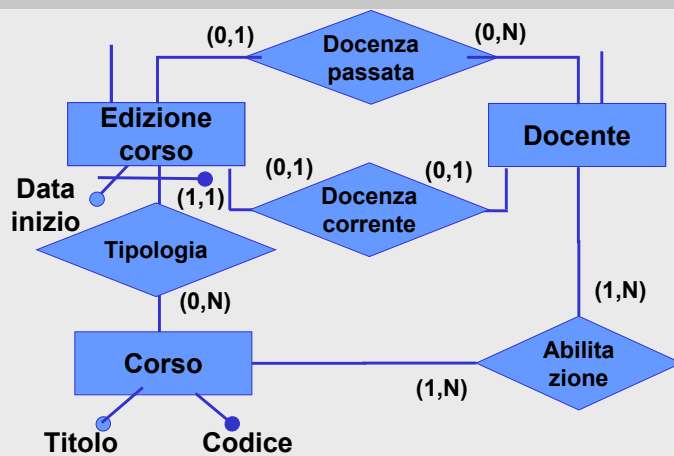 (0,1)
Docenza
passata
(0,N)
Edizione
corso
Docente
(0,1)
Docenza
corrente
(0,1)
Data
inizio
(1,1)
Tipologia
(0,N)
(1,N)
Corso
(1,N)
Abilita
zione
Titolo
Codice